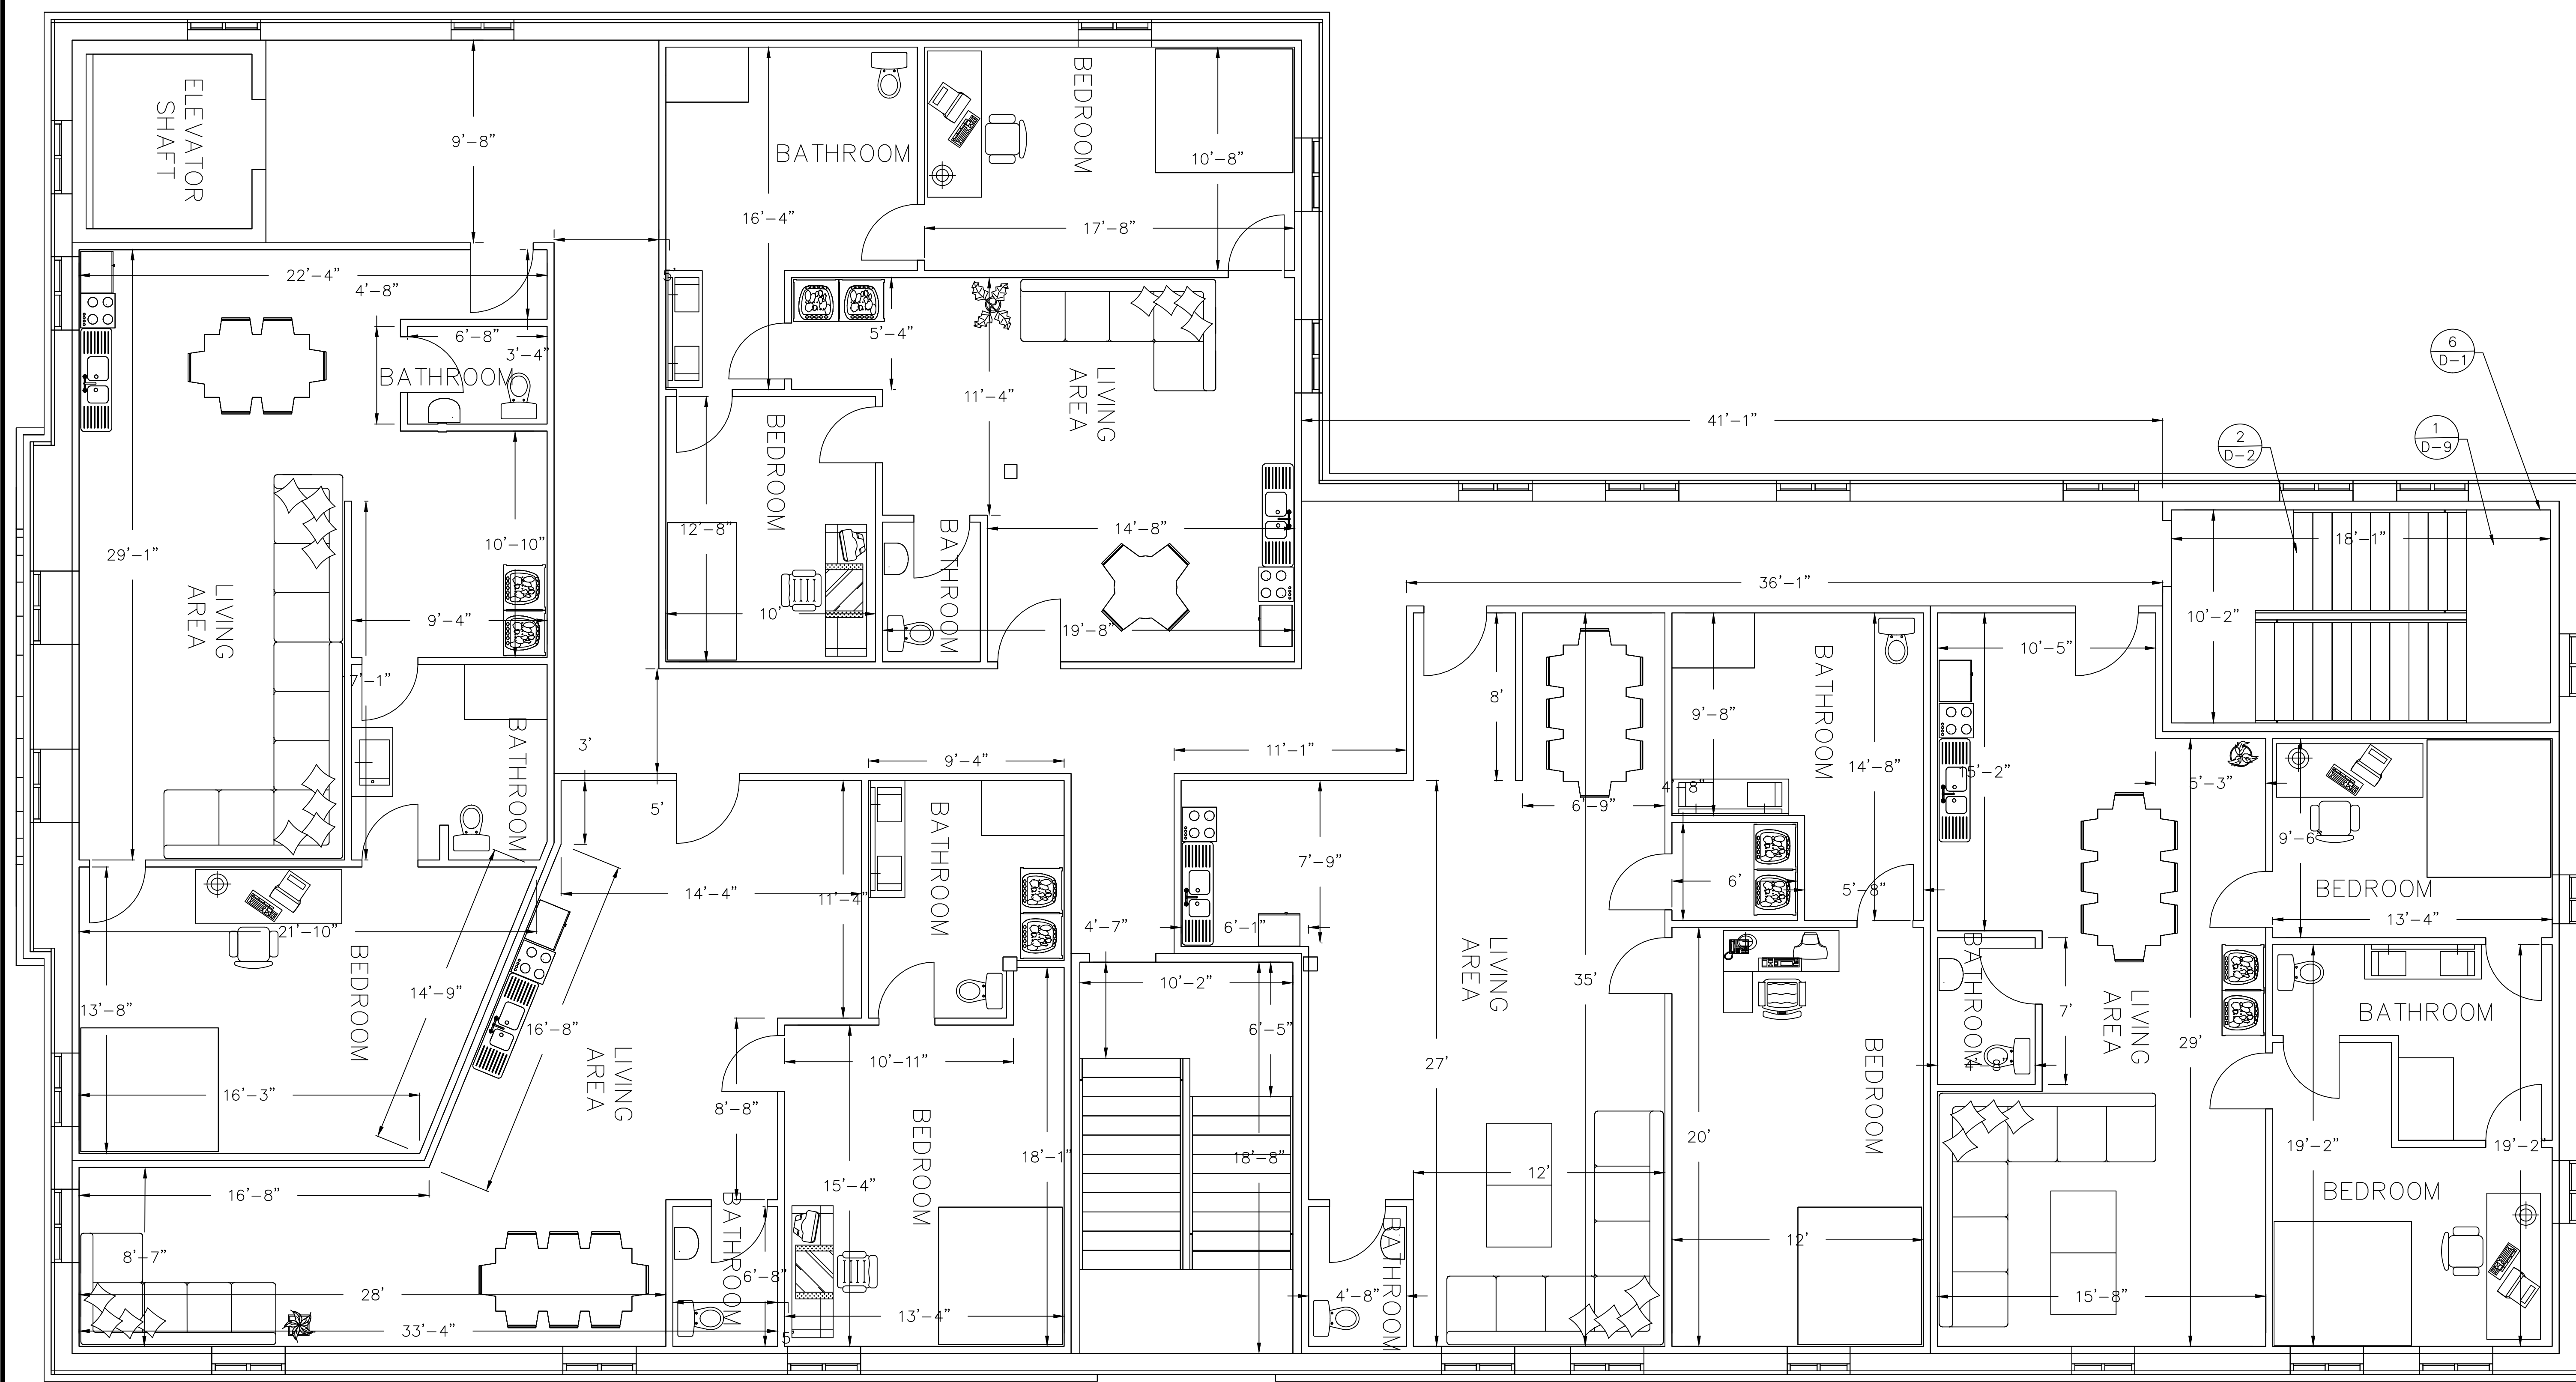 ELEVATOR
SHAFT
9'-8"
BATHROOM
16'-4"
BEDROOM
10'-8"
17'-8"
22'-4"
4'-8"
6'-8"
3'-4"
BATHROOM
5'
5'-4"
11'-4"
LIVING
AREA
29'-1"
LIVING
AREA
10'-10"
9'-4"
17'-1"
BATHROOM
BEDROOM
12'-8"
10'
BATHROOM
14'-8"
19'-8"
41'-1"
6
D-1
1
D-9
2
D-2
18'-1"
10'-2"
36'-1"
3'
5'
9'-4"
11'-1"
8'
6'-9"
9'-8"
BATHROOM
14'-8"
4'-8"
10'-5"
15'-2"
5'-3"
9'-6"
BEDROOM
13'-4"
21'-10"
13'-8"
BEDROOM
14'-9"
16'-3"
14'-4"
11'-4"
BATHROOM
16'-8"
LIVING
AREA
4'-7"
6'-1"
7'-9"
10'-2"
6'-5"
18'-8"
10'-11"
8'-8"
BEDROOM
15'-4"
18'-1"
13'-4"
16'-8"
8'-7"
28'
33'-4"
BATHROOM
6'-8"
5'
LIVING
AREA
27'
35'
12'
4'-8"
BATHROOM
6'
5'-8"
20'
BEDROOM
12'
BATHROOM
7'
4'-8"
LIVING
AREA
29'
15'-8"
BATHROOM
19'-2"
19'-2"
BEDROOM